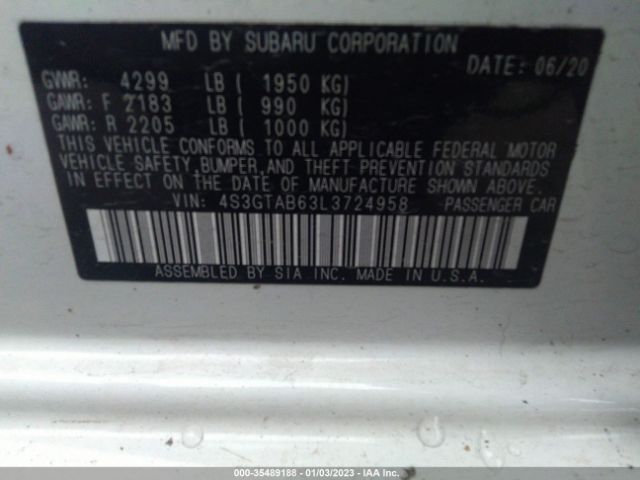 MFD BY SUBARU CORPORATION
DATE: 06/20
GVWR: 4299 LB ( 1950 KG)
GAWR: F 2183 LB ( 990 KG)
GAWR: R 2205 LB ( 1000 KG)
THIS VEHICLE CONFORMS TO ALL APPLICABLE FEDERAL MOTOR
VEHICLE SAFETY, BUMPER, AND THEFT PREVENTION STANDARDS
IN EFFECT ON THE DATE OF MANUFACTURE SHOWN ABOVE.
VIN: 4S3GTAB63L3724958 PASSENGER CAR
ASSEMBLED BY SIA INC. MADE IN U.S.A.
000-35489188 - 01/03/2023 - IAA Inc.